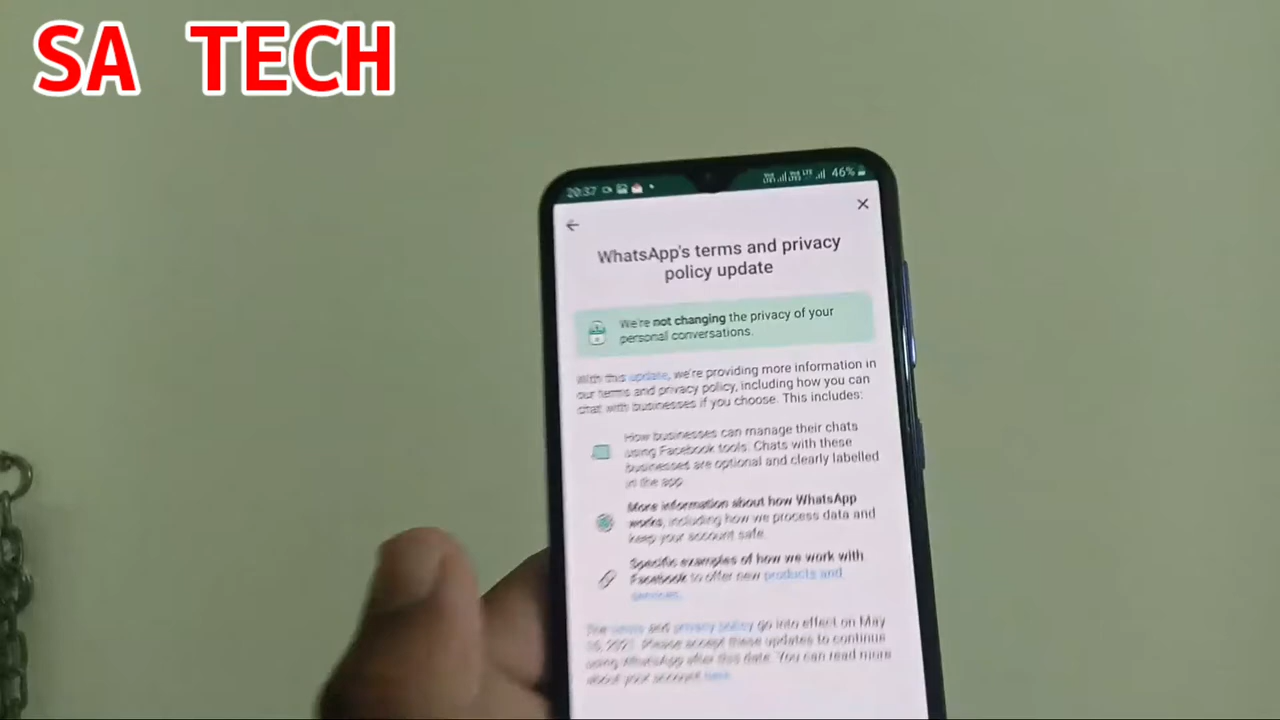 SA TECH
20:37
46%
WhatsApp's terms and privacy
policy update
We're not changing the privacy of your
personal conversations.
With this update, we're providing more information in
our terms and privacy policy, including how you can
chat with businesses if you choose. This includes:
How businesses can manage their chats
using Facebook tools. Chats with these
businesses are optional and clearly labelled
in the app
More information about how WhatsApp
works, including how we process data and
keep your account safe.
Specific examples of how we work with
Facebook to offer new products and
services.
The terms and privacy policy go into effect on May
15, 2021. Please accept these updates to continue
using WhatsApp after this date. You can read more
about your account here.